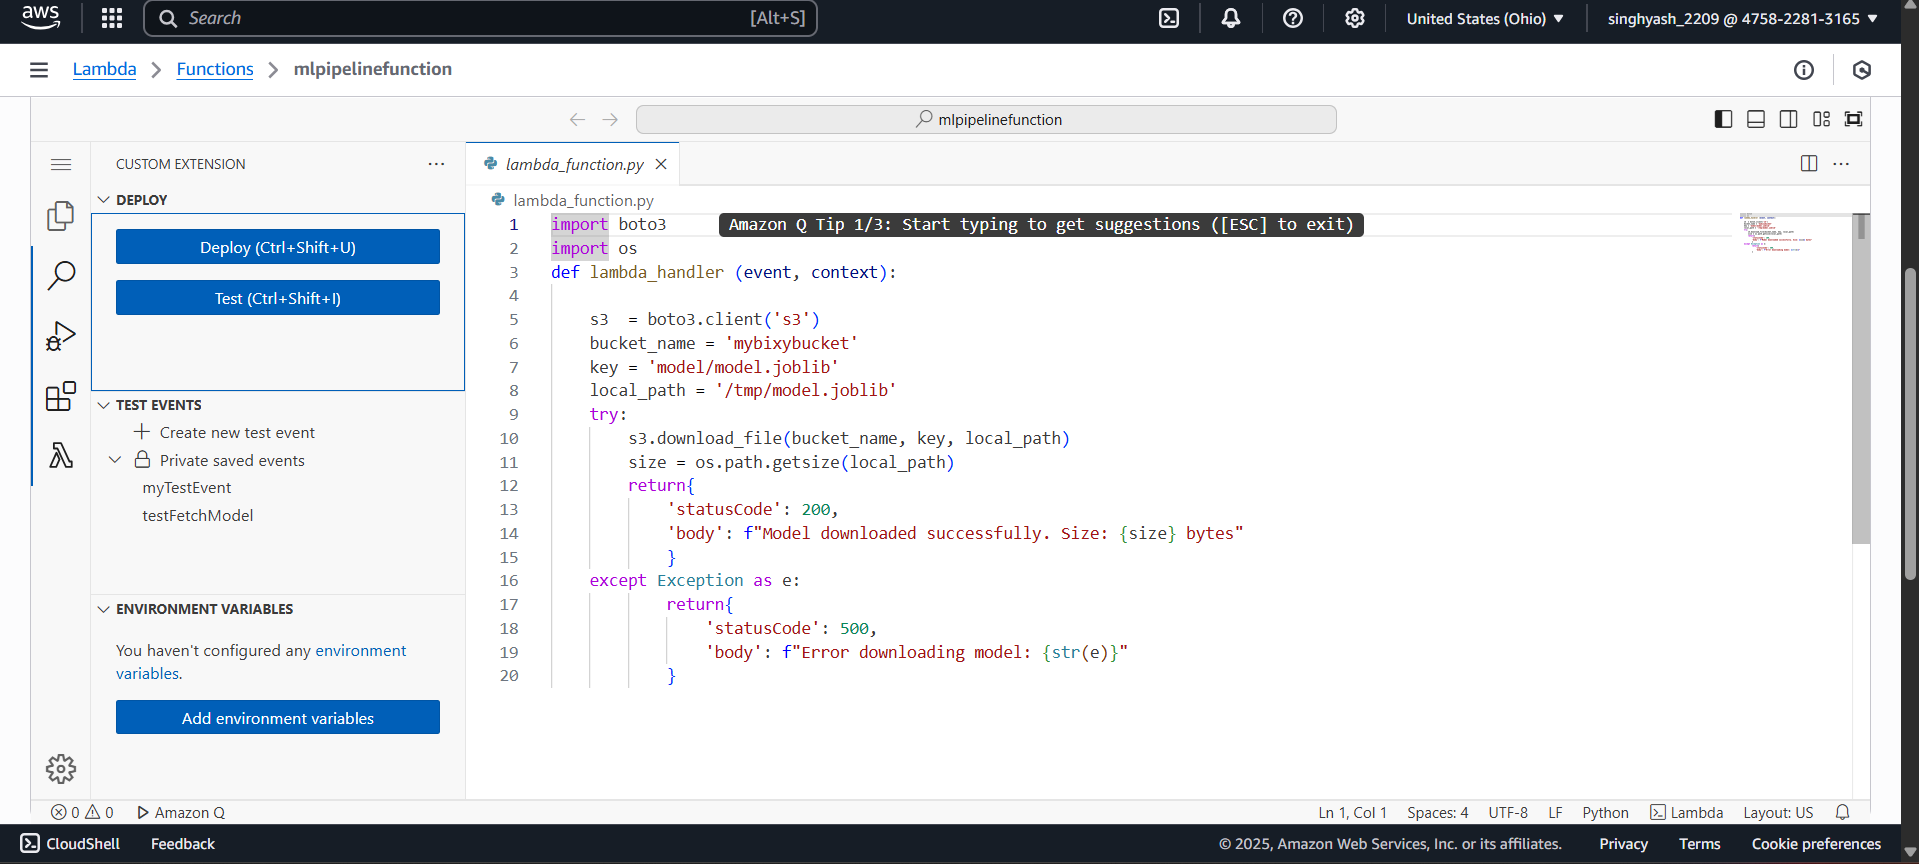 aws
Search [Alt+S]
United States (Ohio) ▼
singhyash_2209 @ 4758-2281-3165 ▼
Lambda > Functions > mlpipelinefunction
mlpipelinefunction
CUSTOM EXTENSION
DEPLOY
Deploy (Ctrl+Shift+U)
Test (Ctrl+Shift+I)
TEST EVENTS
Create new test event
Private saved events
myTestEvent
testFetchModel
ENVIRONMENT VARIABLES
You haven't configured any environment
variables.
Add environment variables
lambda_function.py
lambda_function.py
1 import boto3 Amazon Q Tip 1/3: Start typing to get suggestions ([ESC] to exit)
2 import os
3 def lambda_handler (event, context):
4
5 s3  = boto3.client('s3')
6 bucket_name = 'mybixybucket'
7 key = 'model/model.joblib'
8 local_path = '/tmp/model.joblib'
9 try:
10 s3.download_file(bucket_name, key, local_path)
11 size = os.path.getsize(local_path)
12 return{
13 'statusCode': 200,
14 'body': f"Model downloaded successfully. Size: {size} bytes"
15 }
16 except Exception as e:
17 return{
18 'statusCode': 500,
19 'body': f"Error downloading model: {str(e)}"
20 }
0 0 Amazon Q
Ln 1, Col 1 Spaces: 4 UTF-8 LF Python Lambda Layout: US
CloudShell Feedback
© 2025, Amazon Web Services, Inc. or its affiliates. Privacy Terms Cookie preferences